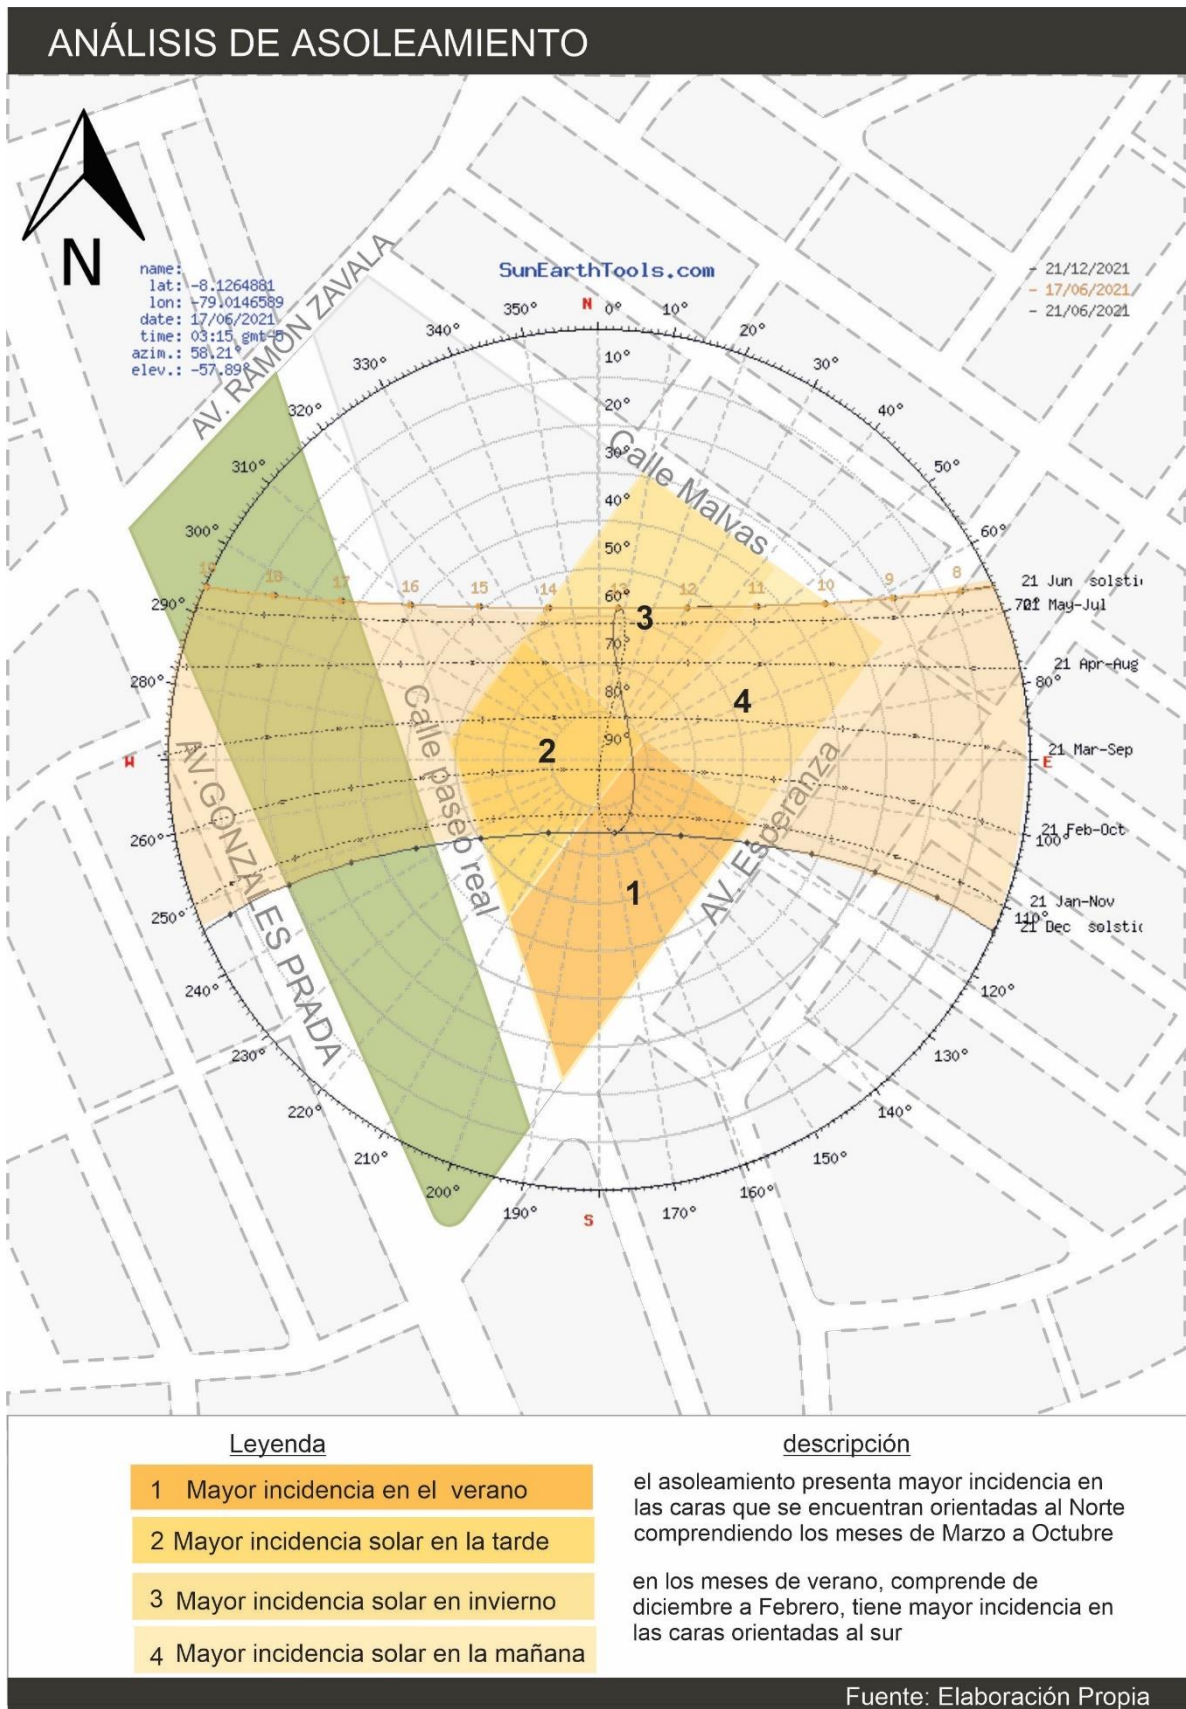 ANÁLISIS DE ASOLEAMIENTO
N
name:
lat: -8.1264881
lon: -79.0146589
date: 17/06/2021
time: 03:15 gmt-5
azim.: 58.21°
elev.: -57.89°
SunEarthTools.com
- 21/12/2021
- 17/06/2021
- 21/06/2021
AV. RAMÓN ZAVALA
Calle Malvas
Calle paseo real
AV. GONZALES PRADA
AV. Esperanza
N
0°
10°
20°
30°
40°
50°
60°
70°
80°
E
100°
110°
120°
130°
140°
150°
160°
170°
S
190°
200°
210°
220°
230°
240°
250°
260°
W
280°
290°
300°
310°
320°
330°
340°
350°
10°
20°
30°
40°
50°
60°
70°
80°
90°
19
18
17
16
15
14
13
12
11
10
9
8
21 Jun solsti
21 May-Jul
21 Apr-Aug
21 Mar-Sep
21 Feb-Oct
21 Jan-Nov
21 Dec solsti
3
4
2
1
Leyenda
1 Mayor incidencia en el verano
2 Mayor incidencia solar en la tarde
3 Mayor incidencia solar en invierno
4 Mayor incidencia solar en la mañana
descripción
el asoleamiento presenta mayor incidencia en
las caras que se encuentran orientadas al Norte
comprendiendo los meses de Marzo a Octubre
en los meses de verano, comprende de
diciembre a Febrero, tiene mayor incidencia en
las caras orientadas al sur
Fuente: Elaboración Propia